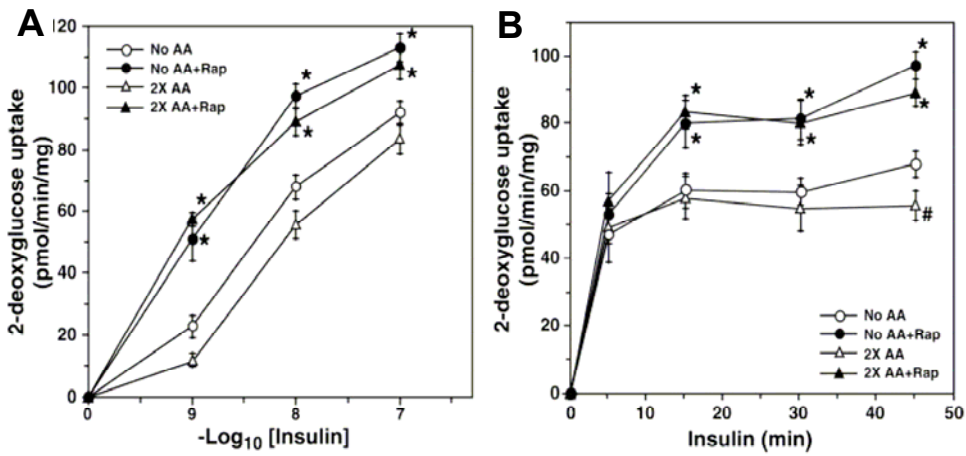 A
120
100
80
60
40
20
0
2-deoxyglucose uptake
(pmol/min/mg)
No AA
No AA+Rap
2X AA
2X AA+Rap
*
*
*
*
*
*
0 9 8 7
-Log10 [Insulin]
B
100
80
60
40
20
0
2-deoxyglucose uptake
(pmol/min/mg)
*
*
*
*
*
*
#
No AA
No AA+Rap
2X AA
2X AA+Rap
0 10 20 30 40 50
Insulin (min)